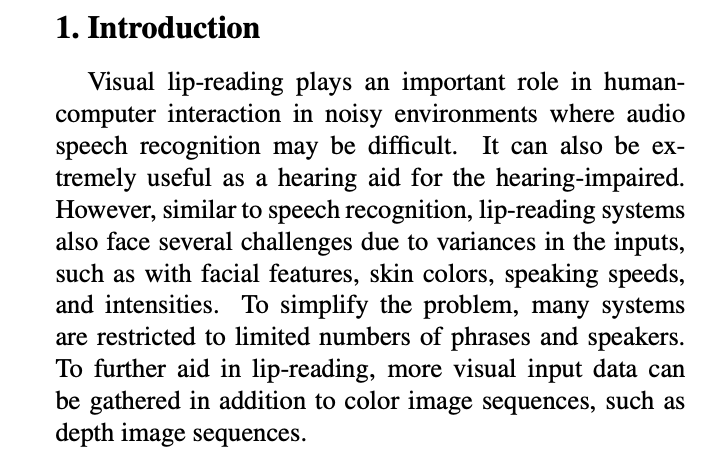 1. Introduction
Visual lip-reading plays an important role in human-
computer interaction in noisy environments where audio
speech recognition may be difficult. It can also be ex-
tremely useful as a hearing aid for the hearing-impaired.
However, similar to speech recognition, lip-reading systems
also face several challenges due to variances in the inputs,
such as with facial features, skin colors, speaking speeds,
and intensities. To simplify the problem, many systems
are restricted to limited numbers of phrases and speakers.
To further aid in lip-reading, more visual input data can
be gathered in addition to color image sequences, such as
depth image sequences.